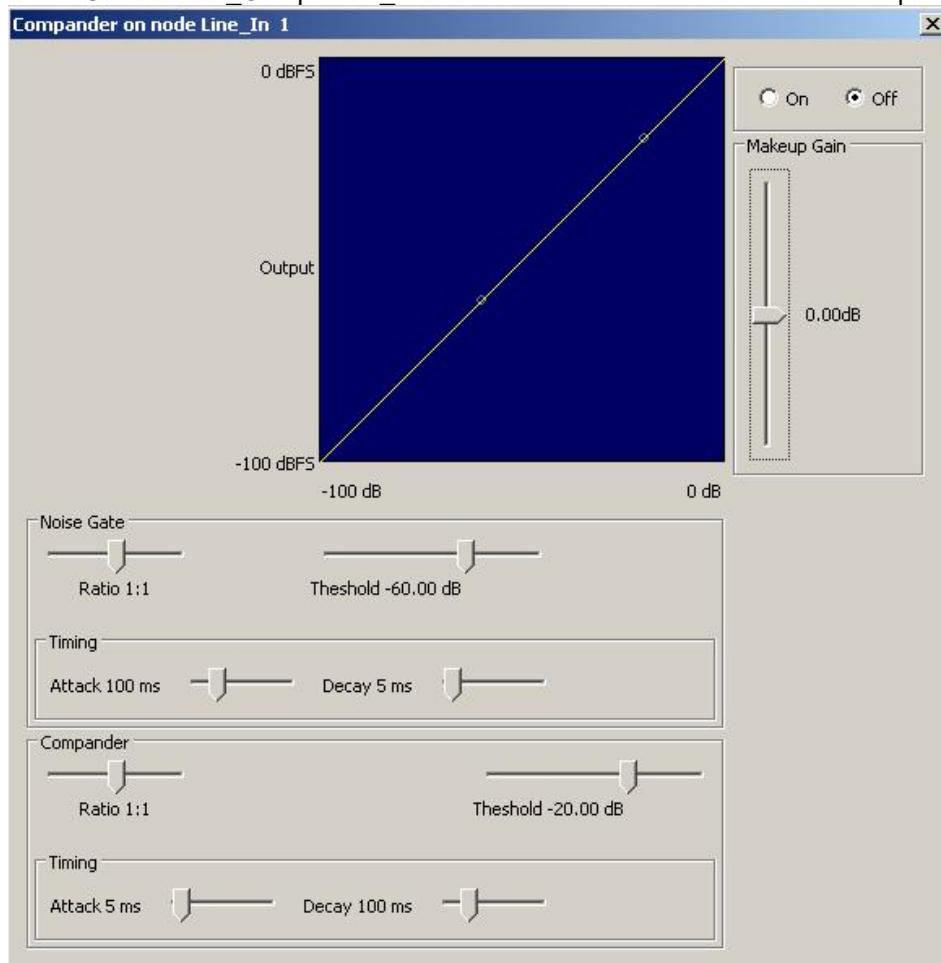 Compander on node Line_In 1
0 dBFS
On Off
Makeup Gain
Output
0.00dB
-100 dBFS
-100 dB 0 dB
Noise Gate
Ratio 1:1 Theshold -60.00 dB
Timing
Attack 100 ms Decay 5 ms
Compander
Ratio 1:1 Theshold -20.00 dB
Timing
Attack 5 ms Decay 100 ms